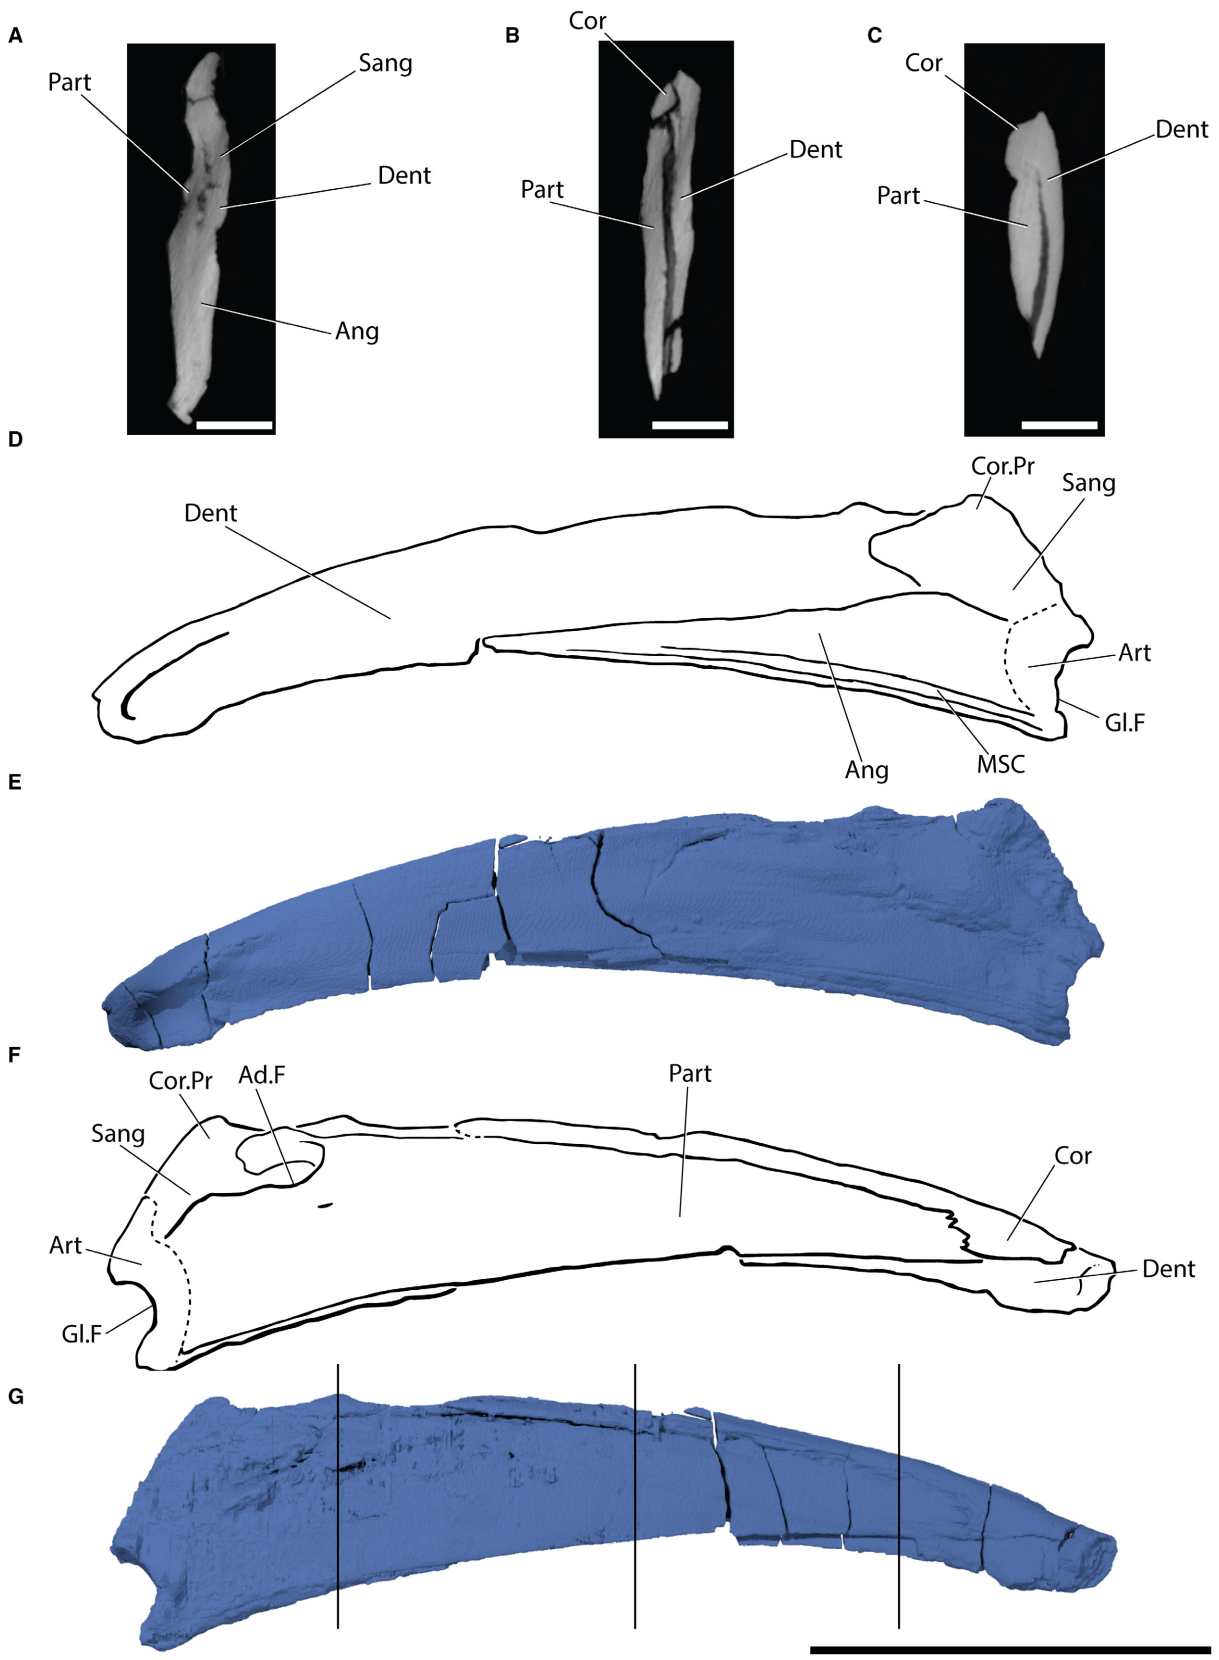 A
Part
Sang
Dent
Ang
B
Cor
Dent
Part
C
Cor
Dent
Part
D
Dent
Cor.Pr
Sang
Art
Gl.F
Ang
MSC
E
F
Cor.Pr
Ad.F
Part
Sang
Cor
Art
Dent
Gl.F
G